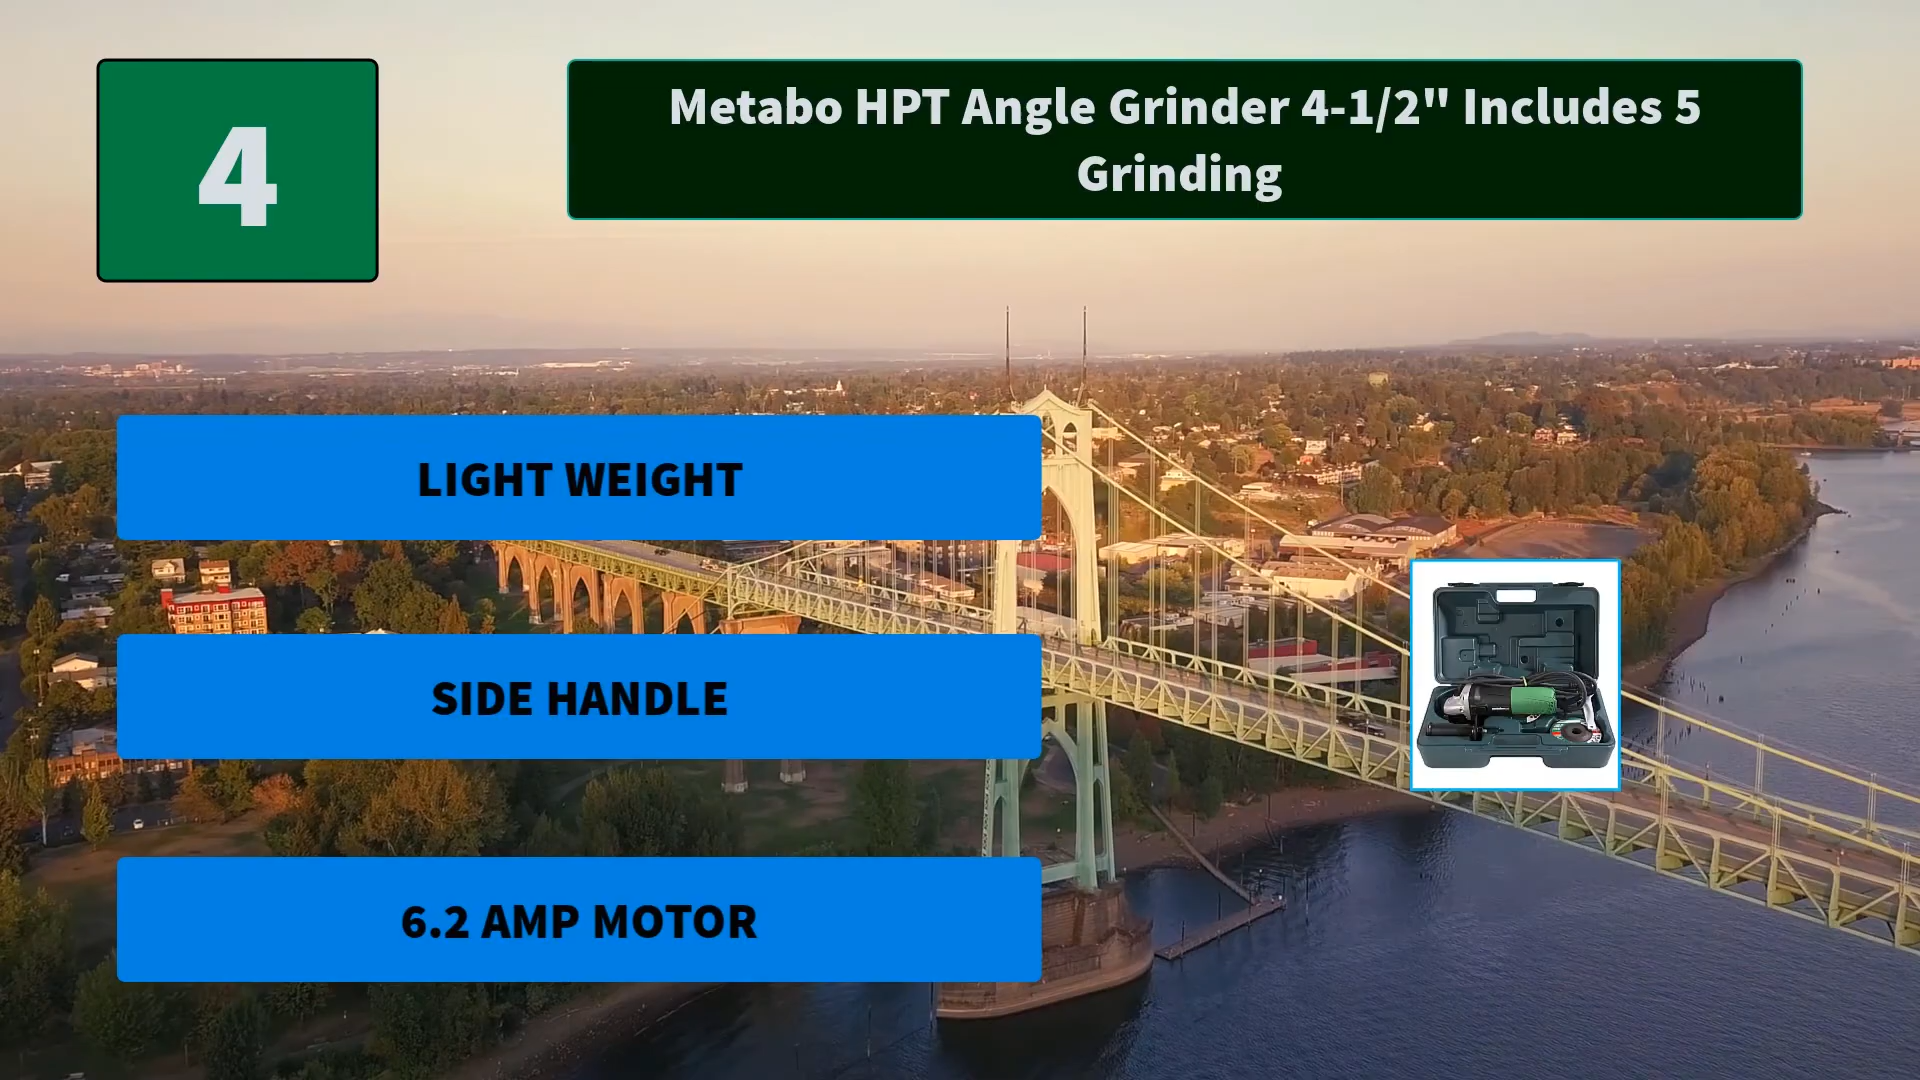 4
Metabo HPT Angle Grinder 4-1/2" Includes 5
Grinding
LIGHT WEIGHT
SIDE HANDLE
6.2 AMP MOTOR